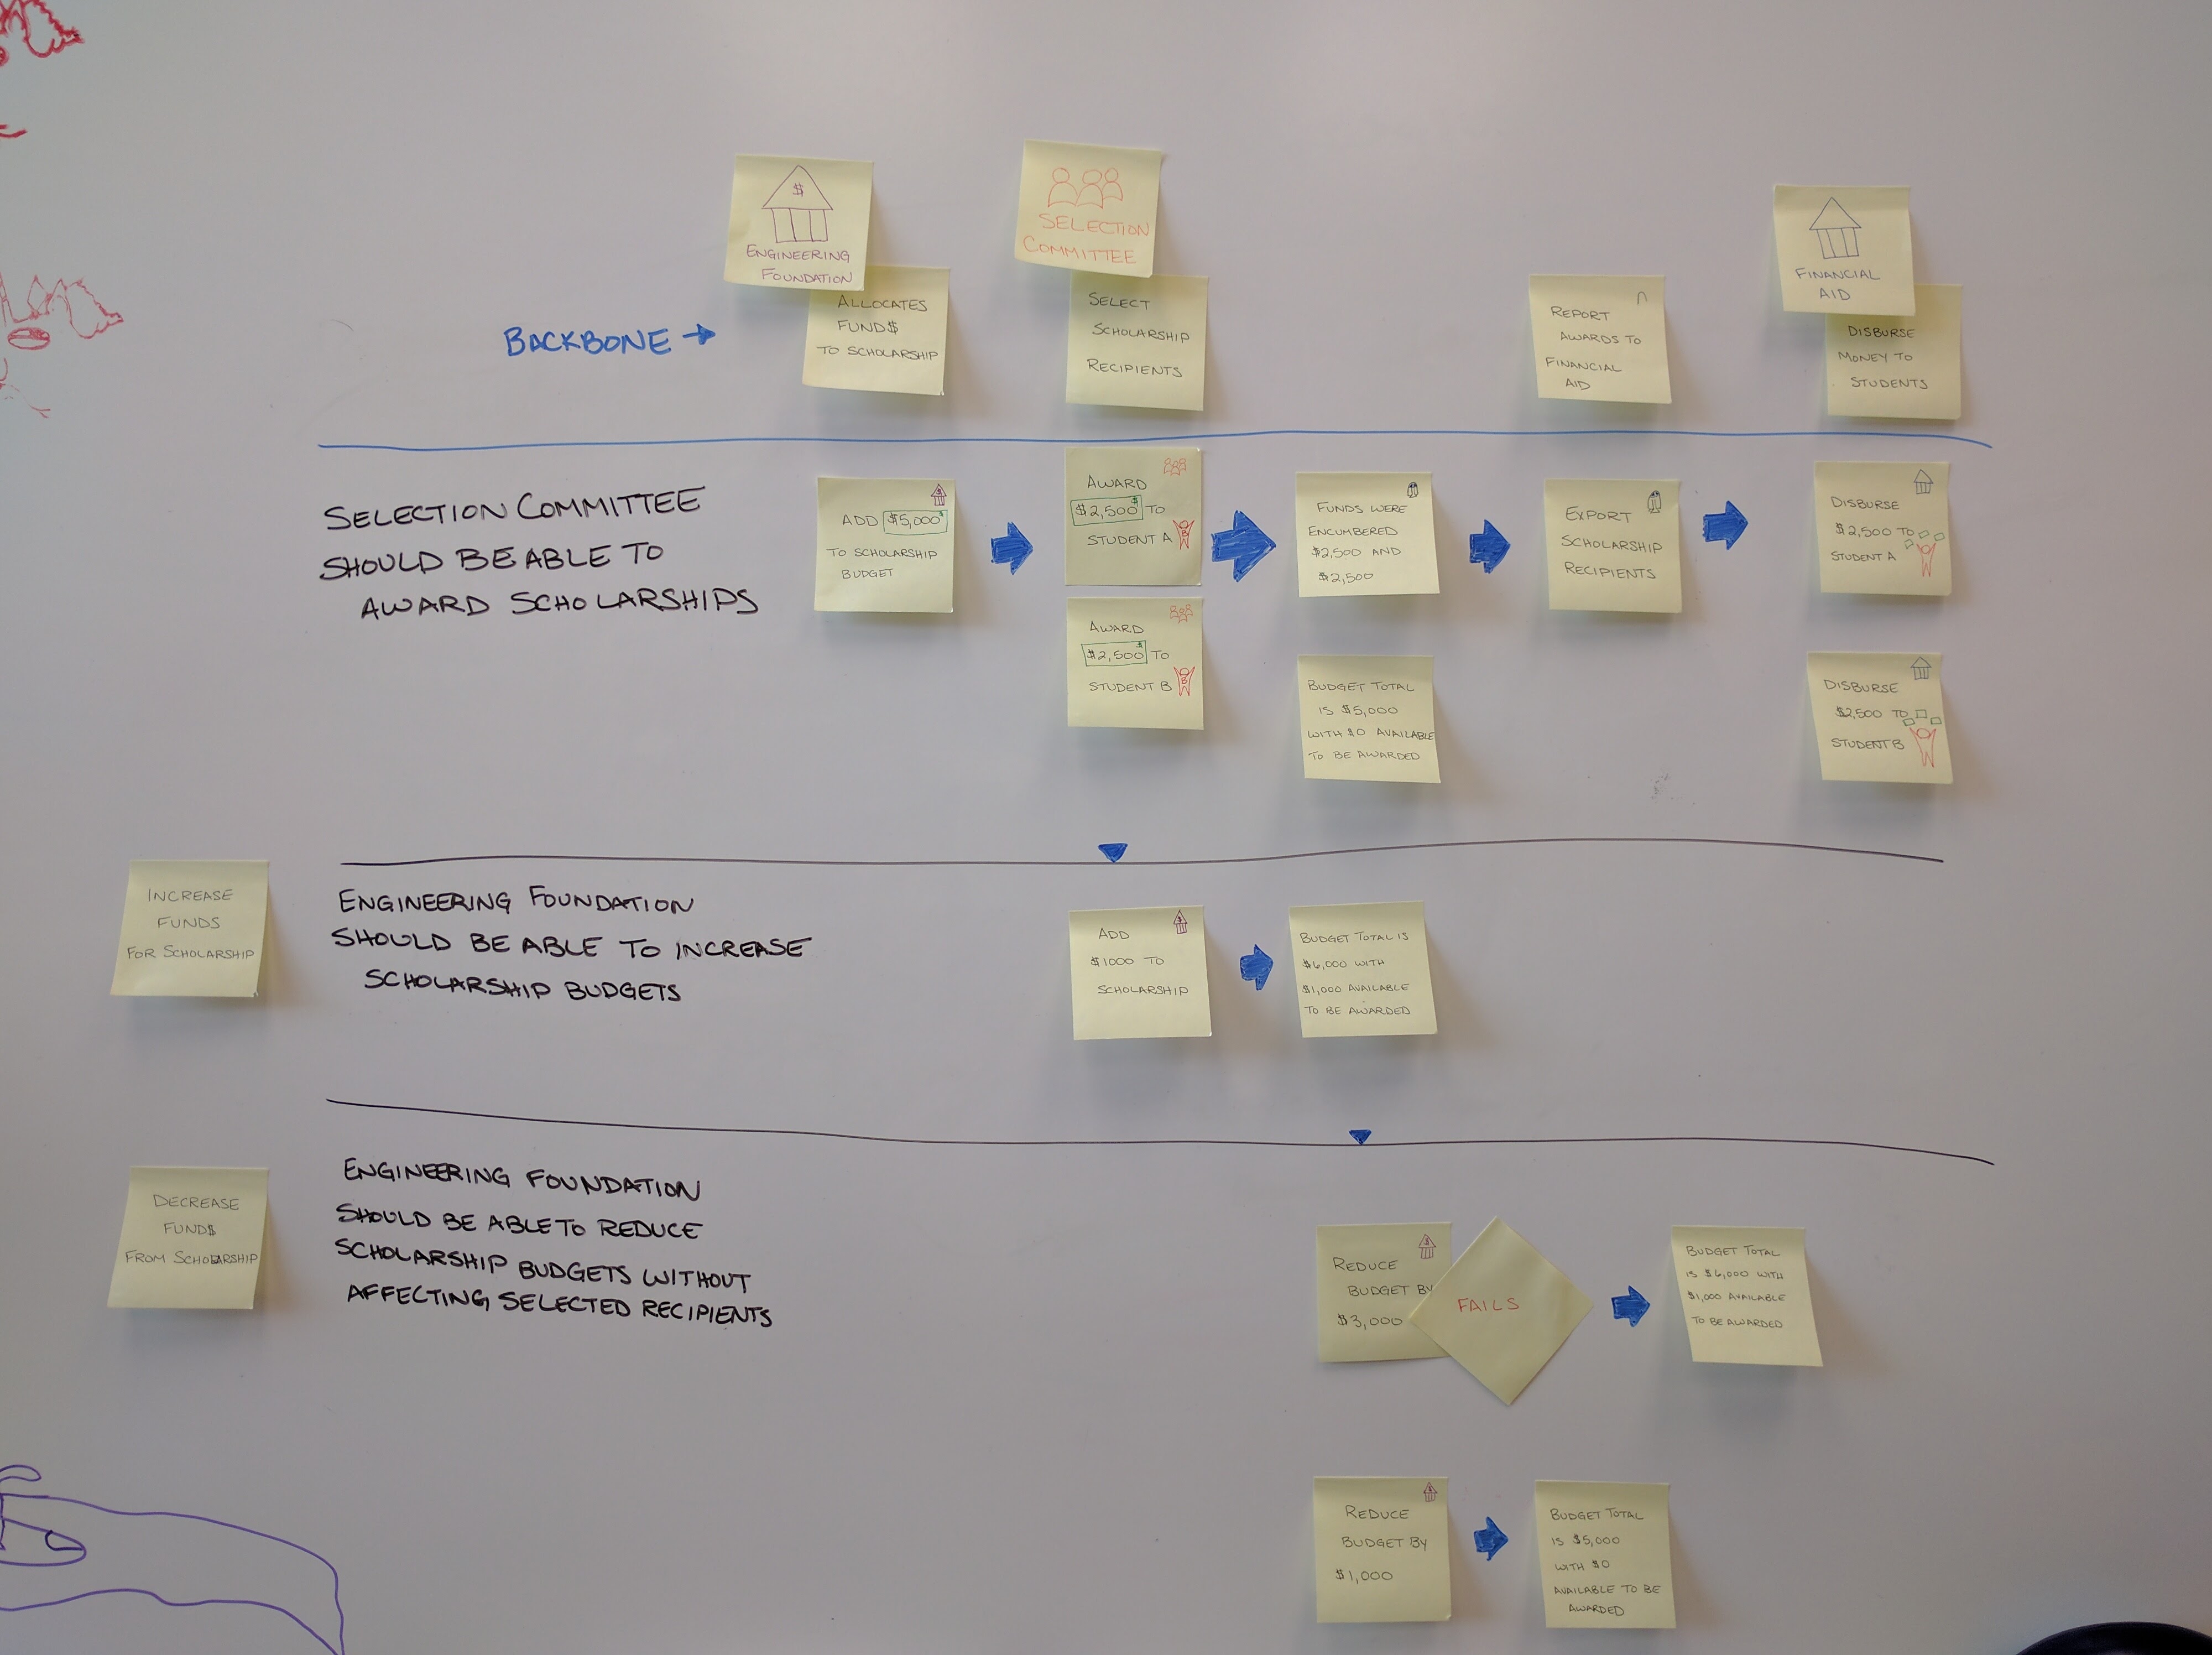 $
ENGINEERING
FOUNDATION
ALLOCATES
FUND$
TO SCHOLARSHIP
SELECTION
COMMITTEE
SELECT
SCHOLARSHIP
RECIPIENTS
REPORT
AWARDS TO
FINANCIAL
AID
FINANCIAL
AID
DISBURSE
MONEY TO
STUDENTS
BACKBONE →
SELECTION COMMITTEE
SHOULD BE ABLE TO
AWARD SCHOLARSHIPS
$
ADD $5,000 $
TO SCHOLARSHIP
BUDGET
AWARD
$2,500 $ TO
STUDENT A
A
AWARD
$2,500 $ TO
STUDENT B
B
FUNDS WERE
ENCUMBERED
$2,500 AND
$2,500
BUDGET TOTAL
IS $5,000
WITH $0 AVAILABLE
TO BE AWARDED
EXPORT
SCHOLARSHIP
RECIPIENTS
DISBURSE
$2,500 TO
STUDENT A
DISBURSE
$2,500 TO
STUDENT B
INCREASE
FUNDS
FOR SCHOLARSHIP
ENGINEERING FOUNDATION
SHOULD BE ABLE TO INCREASE
SCHOLARSHIP BUDGETS
$
ADD
$1000 TO
SCHOLARSHIP
BUDGET TOTAL IS
$6,000 WITH
$1,000 AVAILABLE
TO BE AWARDED
DECREASE
FUND$
FROM SCHOLARSHIP
ENGINEERING FOUNDATION
SHOULD BE ABLE TO REDUCE
SCHOLARSHIP BUDGETS WITHOUT
AFFECTING SELECTED RECIPIENTS
$
REDUCE
BUDGET BY
$3,000
FAILS
BUDGET TOTAL
IS $6,000 WITH
$1,000 AVAILABLE
TO BE AWARDED
$
REDUCE
BUDGET BY
$1,000
BUDGET TOTAL
IS $5,000
WITH $0
AVAILABLE TO BE
AWARDED